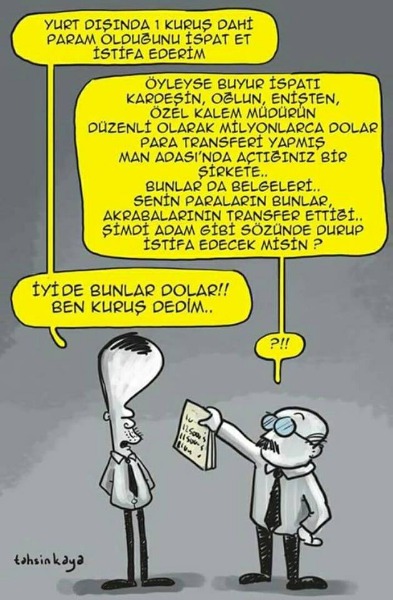 YURT DIŞINDA 1 KURUŞ DAHİ
PARAM OLDUĞUNU İSPAT ET
İSTİFA EDERİM
ÖYLEYSE BUYUR İSPATI
KARDEŞİN, OĞLUN, ENİŞTEN,
ÖZEL KALEM MÜDÜRÜN
DÜZENLİ OLARAK MİLYONLARCA DOLAR
PARA TRANSFERİ YAPMIŞ
MAN ADASI'NDA AÇTIĞINIZ BİR
ŞİRKETE..
BUNLAR DA BELGELERİ..
SENİN PARALARIN BUNLAR,
AKRABALARININ TRANSFER ETTİĞİ..
ŞİMDİ ADAM GİBİ SÖZÜNDE DURUP
İSTİFA EDECEK MİSİN ?
İYİ DE BUNLAR DOLAR!!
BEN KURUŞ DEDİM..
?!!
tahsinkaya